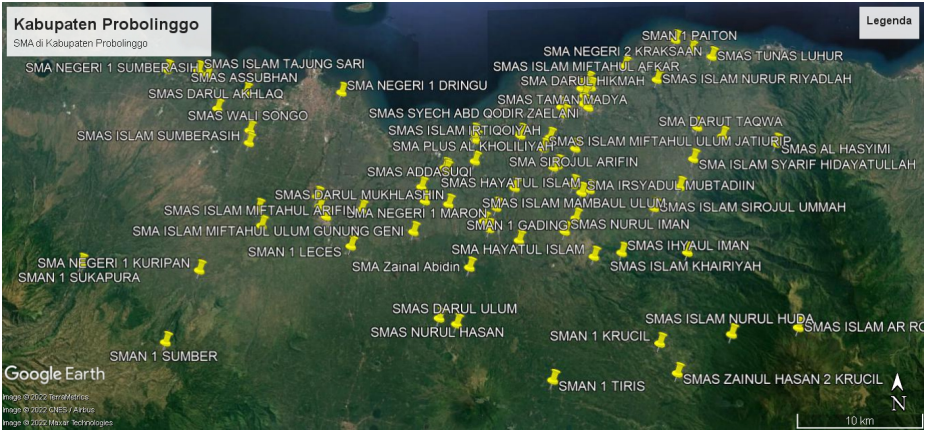 Kabupaten Probolinggo
SMA di Kabupaten Probolinggo
Legenda
SMAN 1 PAITON
SMA NEGERI 2 KRAKSAAN
SMAS TUNAS LUHUR
SMA NEGERI 1 SUMBERASIH
SMAS ISLAM TAJUNG SARI
SMAS ISLAM MIFTAHUL AFKAR
SMAS ASSUBHAN
SMA NEGERI 1 DRINGU
SMA DARUL HIKMAH
SMAS ISLAM NURUR RIYADLAH
SMAS DARUL AKHLAQ
SMAS TAMAN MADYA
SMAS WALI SONGO
SMAS SYECH ABD QODIR ZAELANI
SMA DARUT TAQWA
SMAS ISLAM SUMBERASIH
SMAS ISLAM IRTIQOIYAH
SMAS ISLAM MIFTAHUL ULUM JATIURIP
SMAS AL HASYIMI
SMA PLUS AL KHOLILIYAH
SMA SIROJUL ARIFIN
SMA ISLAM SYARIF HIDAYATULLAH
SMAS ADDASUQI
SMAS HAYATUL ISLAM
SMA IRSYADUL MUBTADIIN
SMAS DARUL MUKHLASHIN
SMAS ISLAM MAMBAUL ULUM
SMAS ISLAM SIROJUL UMMAH
SMAS ISLAM MIFTAHUL ARIFIN
SMA NEGERI 1 MARON
SMAN 1 GADING
SMAS NURUL IMAN
SMA ISLAM MIFTAHUL ULUM GUNUNG GENI
SMAN 1 LECES
SMA HAYATUL ISLAM
SMAS IHYAUL IMAN
SMA NEGERI 1 KURIPAN
SMA Zainal Abidin
SMAS ISLAM KHAIRIYAH
SMAN 1 SUKAPURA
SMAS DARUL ULUM
SMAS NURUL HASAN
SMAS ISLAM NURUL HUDA
SMAS ISLAM AR RO
SMAN 1 KRUCIL
SMAN 1 SUMBER
SMAN 1 TIRIS
SMAS ZAINUL HASAN 2 KRUCIL
Google Earth
Image © 2022 TerraMetrics
Image © 2022 CNES / Airbus
Image © 2022 Maxar Technologies
N
10 km